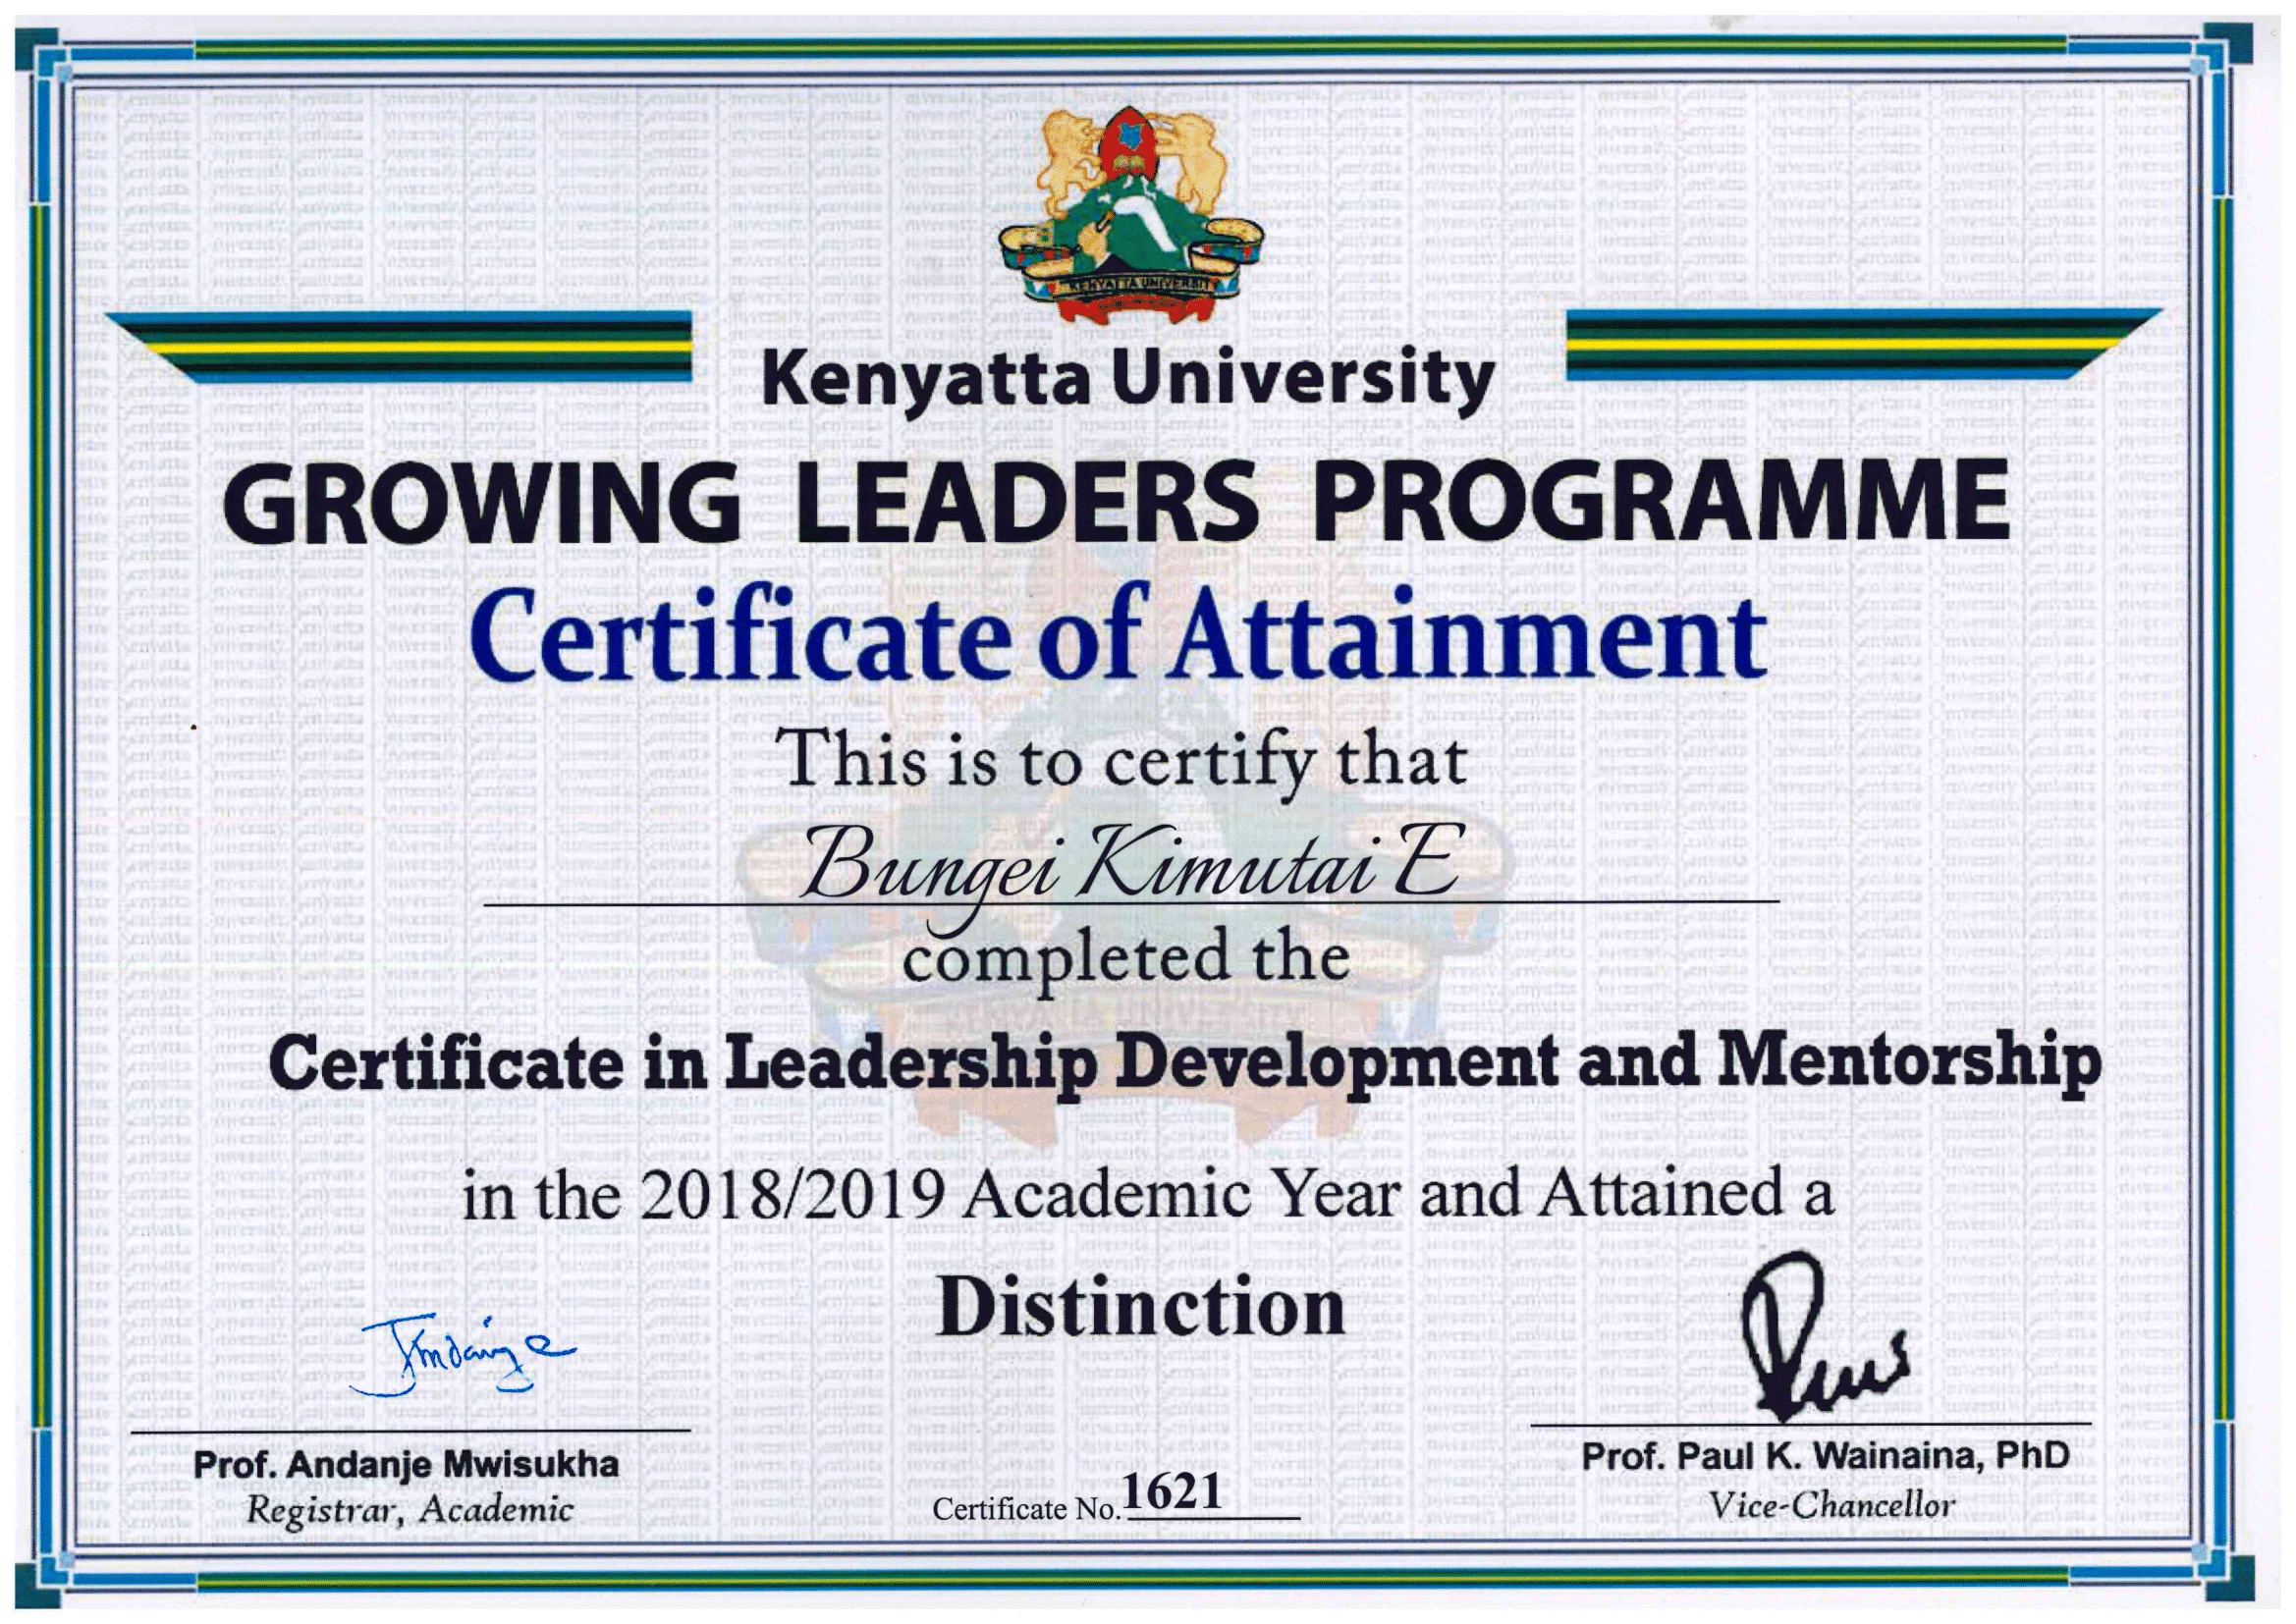 KENYATTA UNIVERSITY
Kenyatta University
GROWING LEADERS PROGRAMME
Certificate of Attainment
This is to certify that
Bungei Kimutai E
completed the
Certificate in Leadership Development and Mentorship
in the 2018/2019 Academic Year and Attained a
Distinction
Prof. Andanje Mwisukha
Registrar, Academic
Certificate No. 1621
Prof. Paul K. Wainaina, PhD
Vice-Chancellor